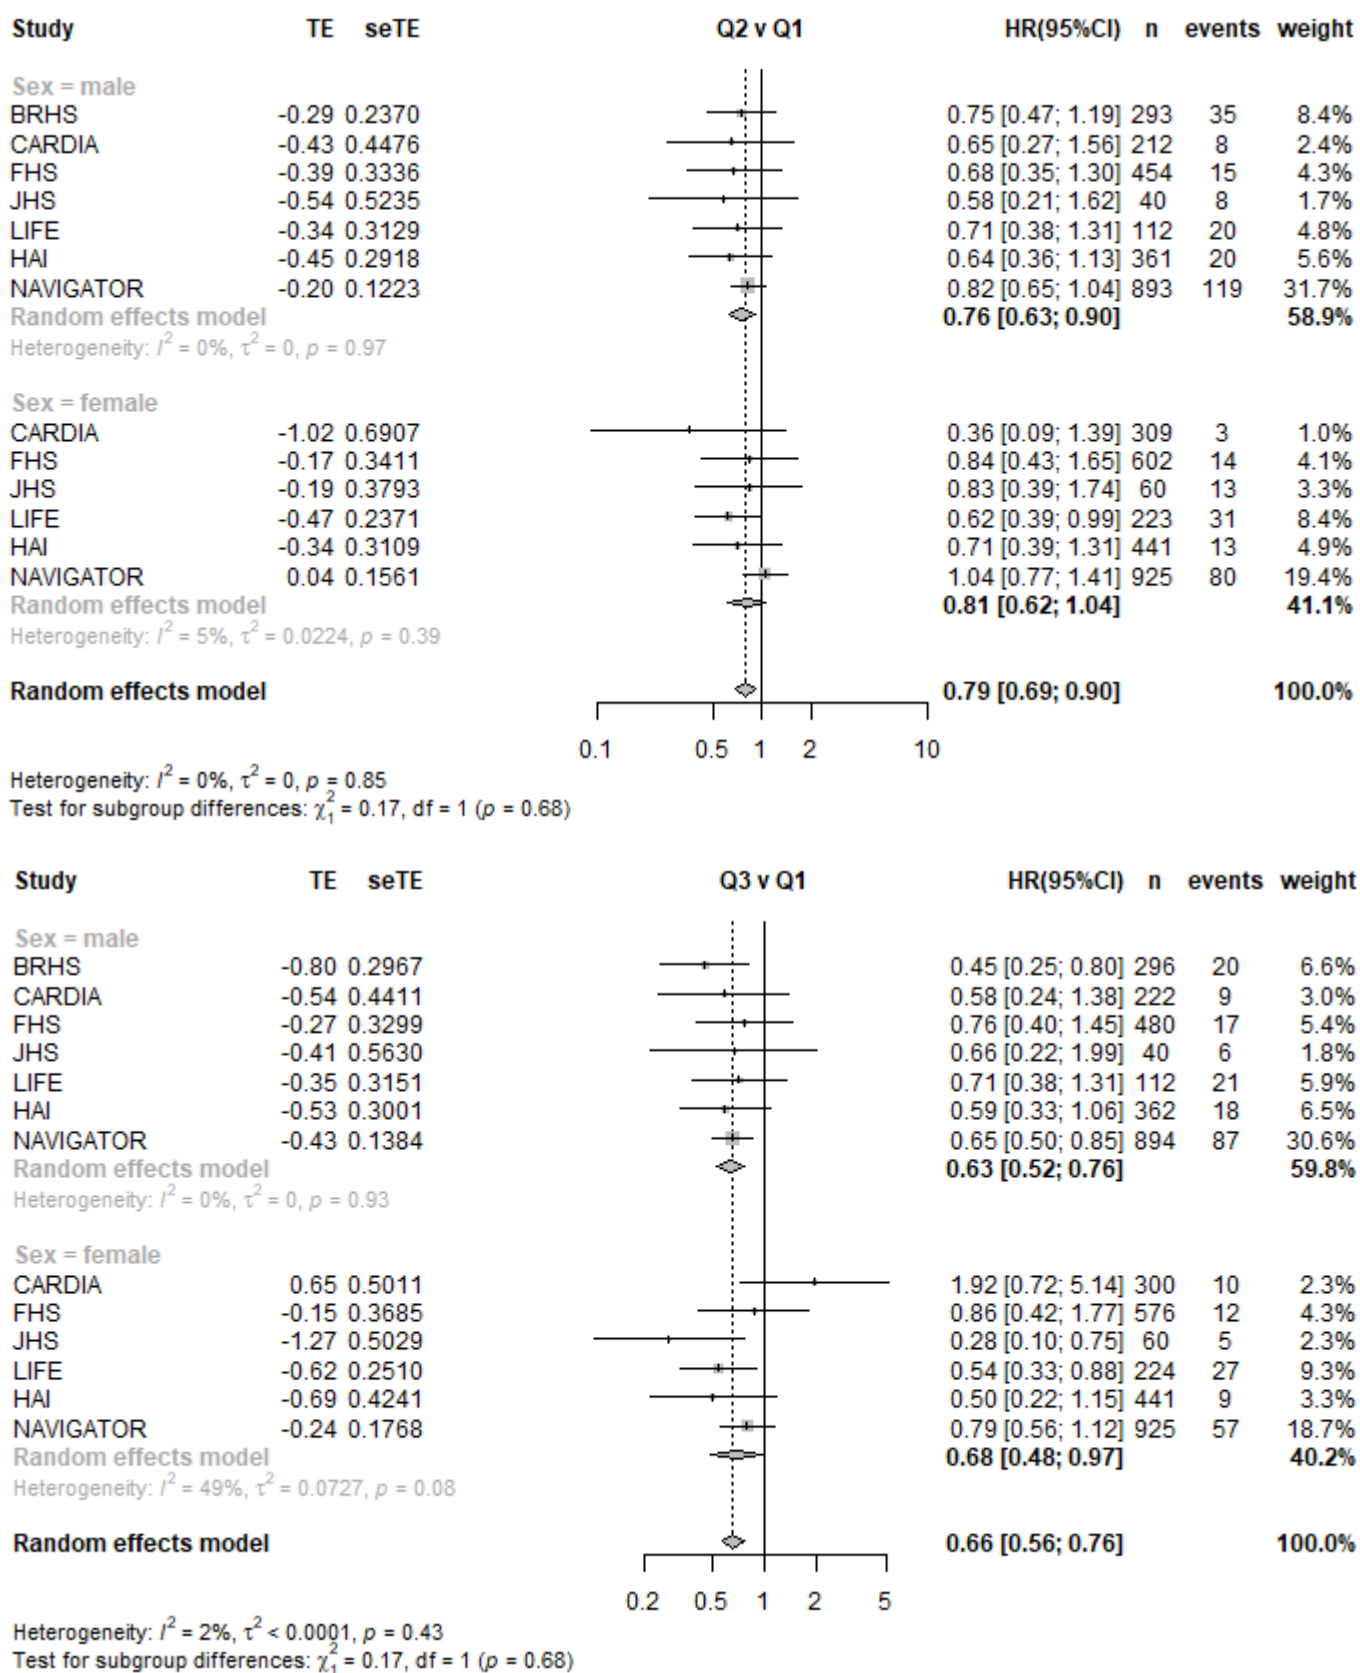 Study TE seTE Q2 v Q1 HR(95%CI) n events weight
Sex = male
BRHS -0.29 0.2370 0.75 [0.47; 1.19] 293 35 8.4%
CARDIA -0.43 0.4476 0.65 [0.27; 1.56] 212 8 2.4%
FHS -0.39 0.3336 0.68 [0.35; 1.30] 454 15 4.3%
JHS -0.54 0.5235 0.58 [0.21; 1.62] 40 8 1.7%
LIFE -0.34 0.3129 0.71 [0.38; 1.31] 112 20 4.8%
HAI -0.45 0.2918 0.64 [0.36; 1.13] 361 20 5.6%
NAVIGATOR -0.20 0.1223 0.82 [0.65; 1.04] 893 119 31.7%
Random effects model 0.76 [0.63; 0.90] 58.9%
Heterogeneity: I² = 0%, τ² = 0, p = 0.97
Sex = female
CARDIA -1.02 0.6907 0.36 [0.09; 1.39] 309 3 1.0%
FHS -0.17 0.3411 0.84 [0.43; 1.65] 602 14 4.1%
JHS -0.19 0.3793 0.83 [0.39; 1.74] 60 13 3.3%
LIFE -0.47 0.2371 0.62 [0.39; 0.99] 223 31 8.4%
HAI -0.34 0.3109 0.71 [0.39; 1.31] 441 13 4.9%
NAVIGATOR 0.04 0.1561 1.04 [0.77; 1.41] 925 80 19.4%
Random effects model 0.81 [0.62; 1.04] 41.1%
Heterogeneity: I² = 5%, τ² = 0.0224, p = 0.39
Random effects model 0.79 [0.69; 0.90] 100.0%
0.1 0.5 1 2 10
Heterogeneity: I² = 0%, τ² = 0, p = 0.85
Test for subgroup differences: χ₁² = 0.17, df = 1 (p = 0.68)
Study TE seTE Q3 v Q1 HR(95%CI) n events weight
Sex = male
BRHS -0.80 0.2967 0.45 [0.25; 0.80] 296 20 6.6%
CARDIA -0.54 0.4411 0.58 [0.24; 1.38] 222 9 3.0%
FHS -0.27 0.3299 0.76 [0.40; 1.45] 480 17 5.4%
JHS -0.41 0.5630 0.66 [0.22; 1.99] 40 6 1.8%
LIFE -0.35 0.3151 0.71 [0.38; 1.31] 112 21 5.9%
HAI -0.53 0.3001 0.59 [0.33; 1.06] 362 18 6.5%
NAVIGATOR -0.43 0.1384 0.65 [0.50; 0.85] 894 87 30.6%
Random effects model 0.63 [0.52; 0.76] 59.8%
Heterogeneity: I² = 0%, τ² = 0, p = 0.93
Sex = female
CARDIA 0.65 0.5011 1.92 [0.72; 5.14] 300 10 2.3%
FHS -0.15 0.3685 0.86 [0.42; 1.77] 576 12 4.3%
JHS -1.27 0.5029 0.28 [0.10; 0.75] 60 5 2.3%
LIFE -0.62 0.2510 0.54 [0.33; 0.88] 224 27 9.3%
HAI -0.69 0.4241 0.50 [0.22; 1.15] 441 9 3.3%
NAVIGATOR -0.24 0.1768 0.79 [0.56; 1.12] 925 57 18.7%
Random effects model 0.68 [0.48; 0.97] 40.2%
Heterogeneity: I² = 49%, τ² = 0.0727, p = 0.08
Random effects model 0.66 [0.56; 0.76] 100.0%
0.2 0.5 1 2 5
Heterogeneity: I² = 2%, τ² < 0.0001, p = 0.43
Test for subgroup differences: χ₁² = 0.17, df = 1 (p = 0.68)